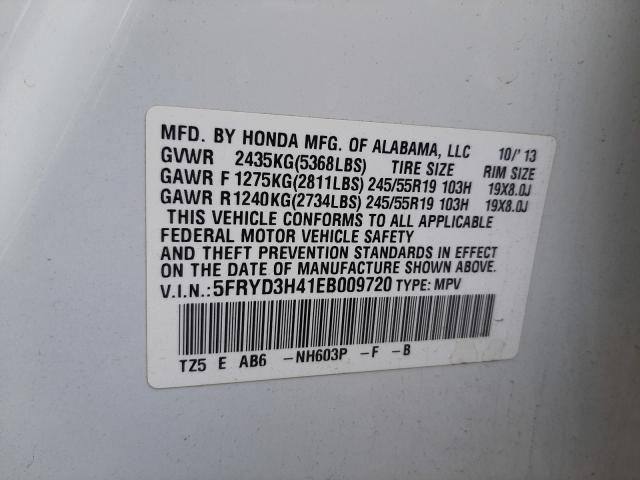 MFD. BY HONDA MFG. OF ALABAMA, LLC 10/'13
GVWR 2435KG(5368LBS) TIRE SIZE RIM SIZE
GAWR F 1275KG(2811LBS) 245/55R19 103H 19X8.0J
GAWR R 1240KG(2734LBS) 245/55R19 103H 19X8.0J
THIS VEHICLE CONFORMS TO ALL APPLICABLE
FEDERAL MOTOR VEHICLE SAFETY
AND THEFT PREVENTION STANDARDS IN EFFECT
ON THE DATE OF MANUFACTURE SHOWN ABOVE.
V.I.N.:5FRYD3H41EB009720 TYPE: MPV
TZ5 E AB6 -NH603P -F -B